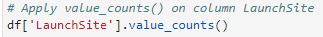 # Apply value_counts() on column LaunchSite
df['LaunchSite'].value_counts()